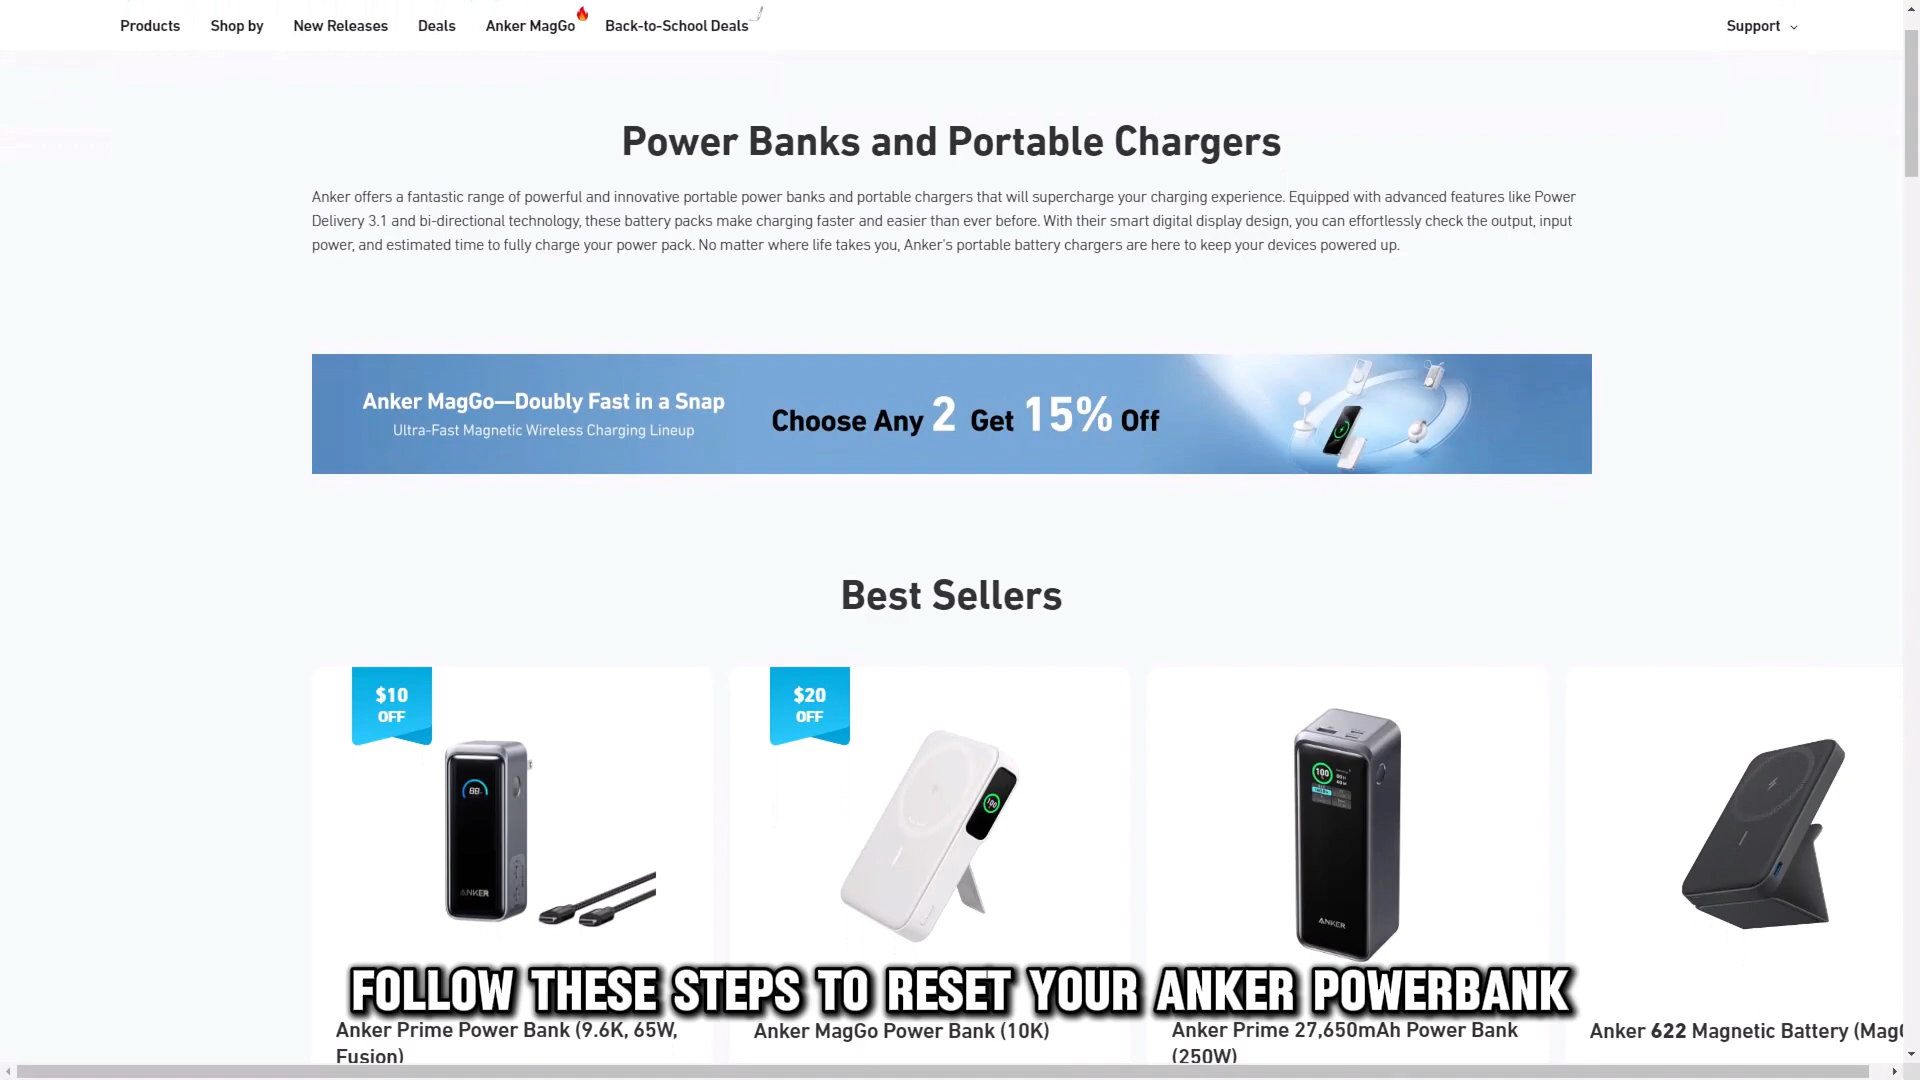 Products Shop by New Releases Deals Anker MagGo Back-to-School Deals Support
Power Banks and Portable Chargers
Anker offers a fantastic range of powerful and innovative portable power banks and portable chargers that will supercharge your charging experience. Equipped with advanced features like Power
Delivery 3.1 and bi-directional technology, these battery packs make charging faster and easier than ever before. With their smart digital display design, you can effortlessly check the output, input
power, and estimated time to fully charge your power pack. No matter where life takes you, Anker's portable battery chargers are here to keep your devices powered up.
Anker MagGo—Doubly Fast in a Snap
Ultra-Fast Magnetic Wireless Charging Lineup
Choose Any 2 Get 15% Off
Best Sellers
$10
OFF
$20
OFF
100
100
ANKER
ANKER
FOLLOW THESE STEPS TO RESET YOUR ANKER POWERBANK
Anker Prime Power Bank (9.6K, 65W,
Fusion)
Anker MagGo Power Bank (10K)
Anker Prime 27,650mAh Power Bank
(250W)
Anker 622 Magnetic Battery (Mag